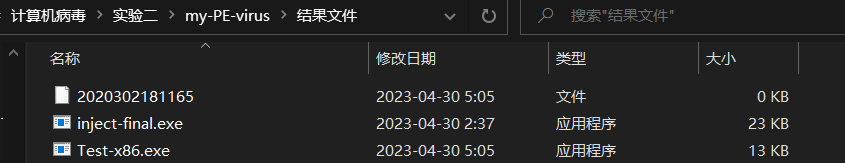 计算机病毒 > 实验二 > my-PE-virus > 结果文件 搜索"结果文件"
名称 修改日期 类型 大小
2020302181165 2023-04-30 5:05 文件 0 KB
inject-final.exe 2023-04-30 2:37 应用程序 23 KB
Test-x86.exe 2023-04-30 5:05 应用程序 13 KB